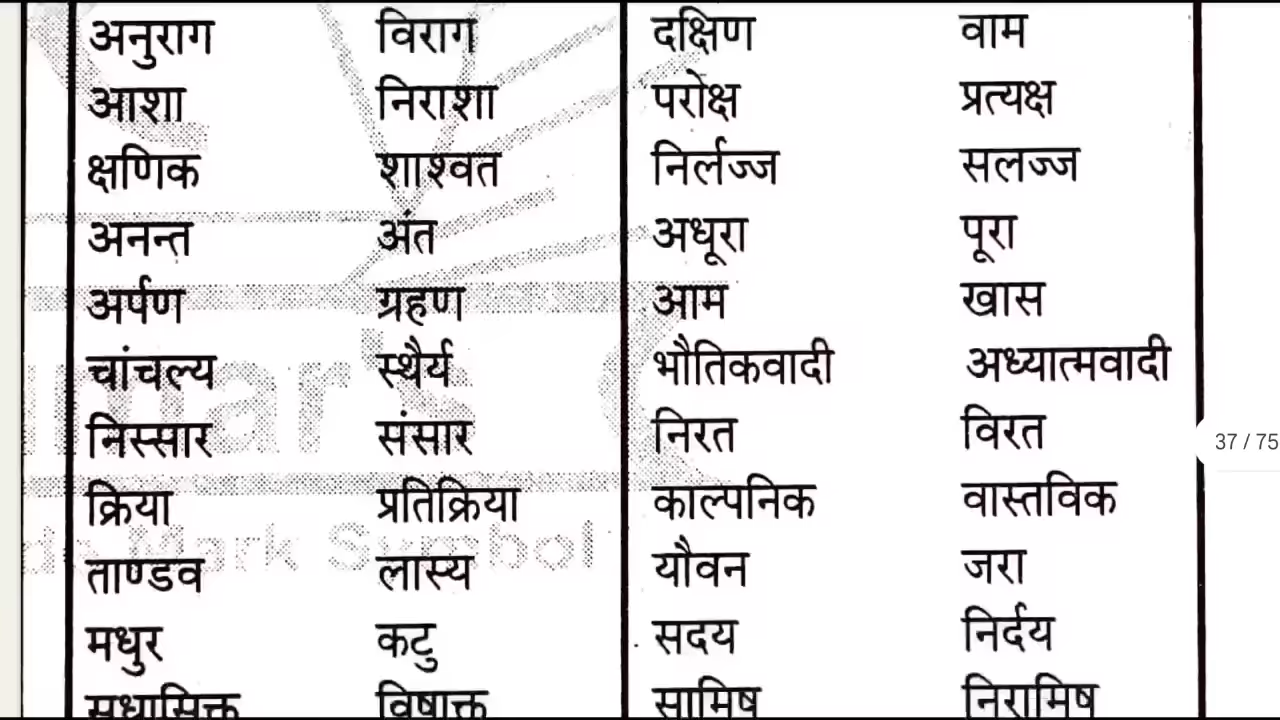 अनुराग विराग दक्षिण वाम
आशा निराशा परोक्ष प्रत्यक्ष
क्षणिक शाश्वत निर्लज्ज सलज्ज
अनन्त अंत अधूरा पूरा
अर्पण ग्रहण आम खास
चांचल्य स्थैर्य भौतिकवादी अध्यात्मवादी
निस्सार संसार निरत विरत
37 / 75
क्रिया प्रतिक्रिया काल्पनिक वास्तविक
ताण्डव लास्य यौवन जरा
मधुर कटु सदय निर्दय
सुधासिक्त विषाक्त सामिष निरामिष